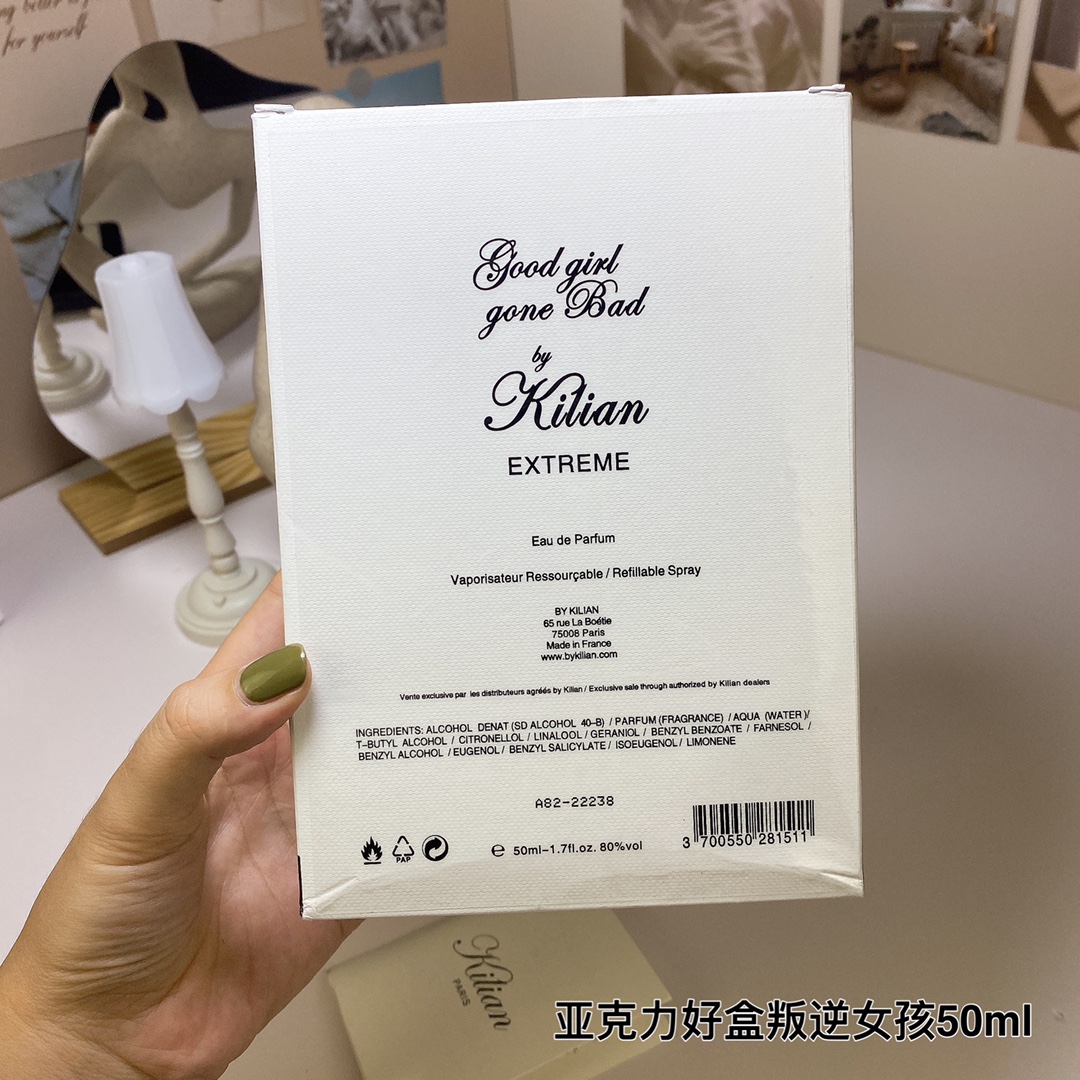 for yourself
Good girl
gone Bad
by
Kilian
EXTREME
Eau de Parfum
Vaporisateur Ressourçable / Refillable Spray
BY KILIAN
65 rue La Boétie
75008 Paris
Made in France
www.bykilian.com
Vente exclusive par les distributeurs agréés by Kilian / Exclusive sale through authorized by Kilian dealers
INGREDIENTS: ALCOHOL DENAT (SD ALCOHOL 40-B) / PARFUM (FRAGRANCE) / AQUA (WATER)/
T-BUTYL ALCOHOL / CITRONELLOL / LINALOOL / GERANIOL / BENZYL BENZOATE / FARNESOL /
BENZYL ALCOHOL / EUGENOL / BENZYL SALICYLATE / ISOEUGENOL / LIMONENE
A82-22238
PAP
e 50ml-1.7fl.oz. 80%vol
3 700550 281511
Kilian
PARIS
亚克力好盒叛逆女孩50ml